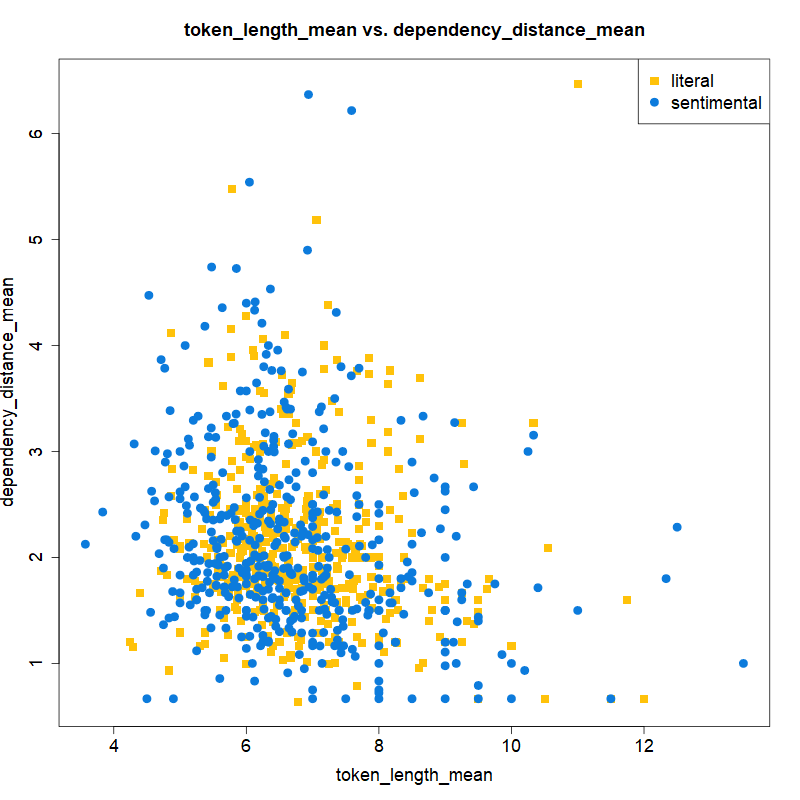 token_length_mean vs. dependency_distance_mean
literal
sentimental
dependency_distance_mean
6
5
4
3
2
1
4
6
8
10
12
token_length_mean